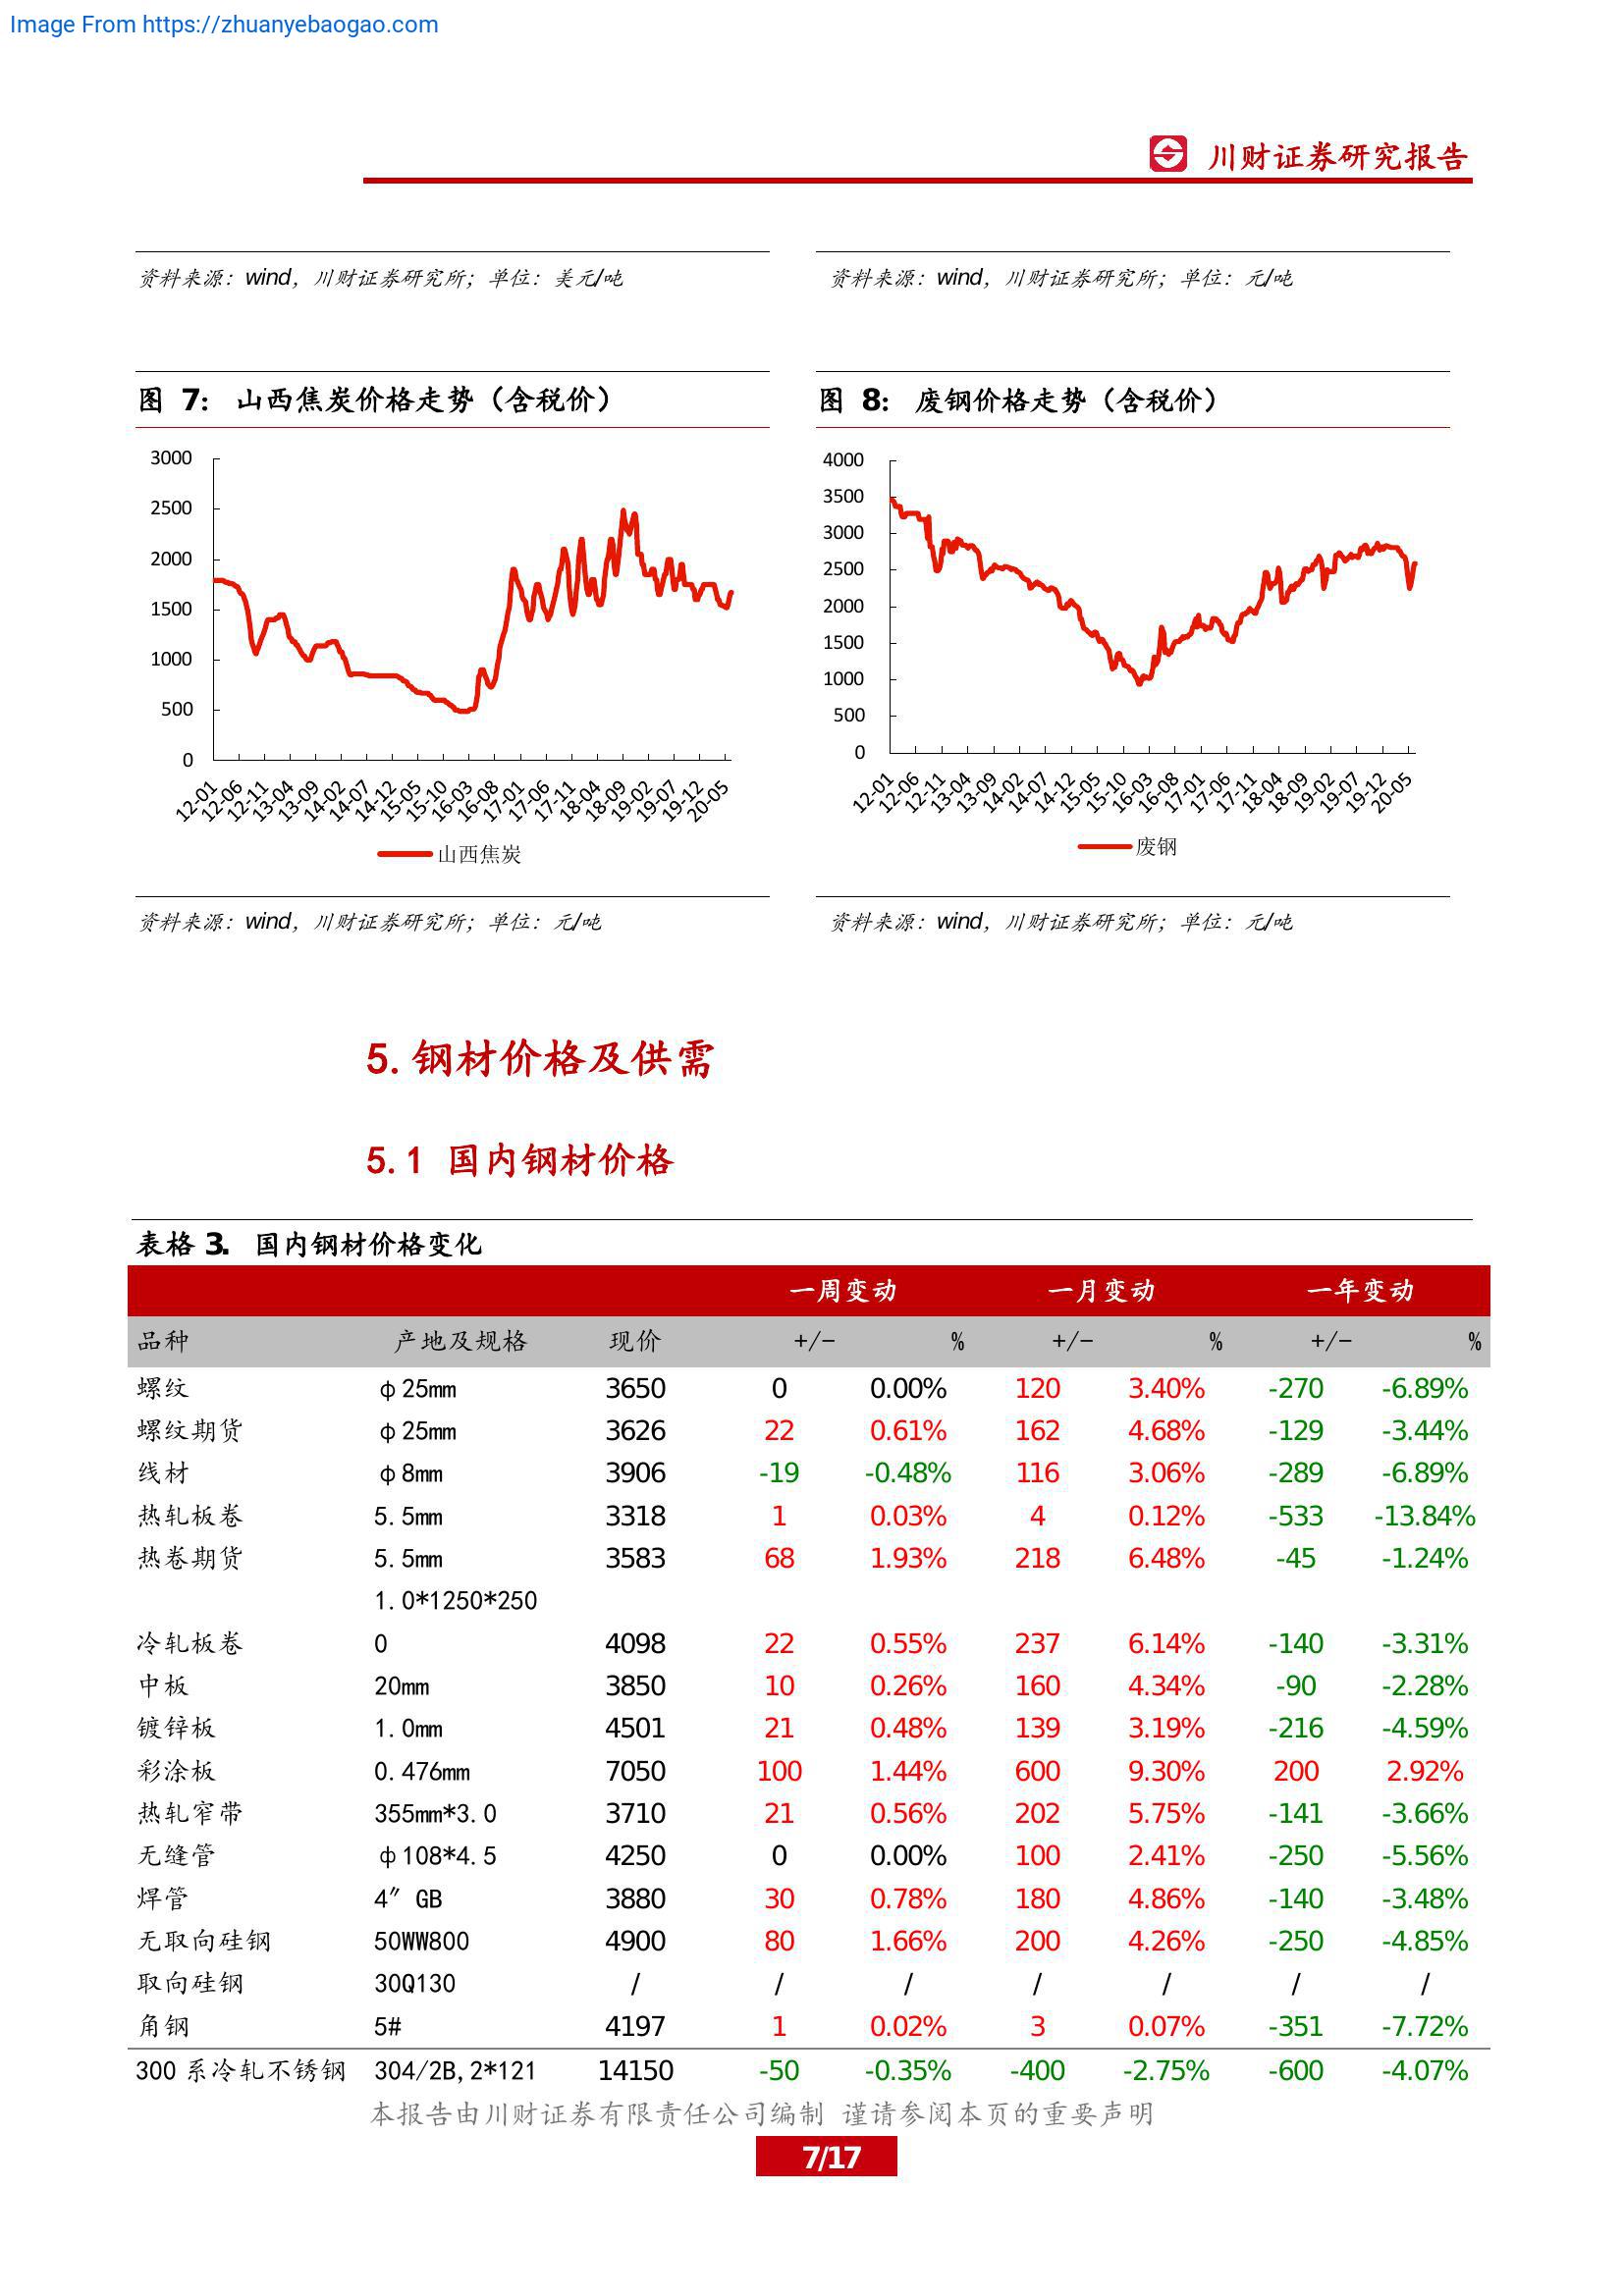 Image From https://zhuanyebaogao.com
川财证券研究报告
资料来源：wind，川财证券研究所；单位：美元/吨
资料来源：wind，川财证券研究所；单位：元/吨
图 7： 山西焦炭价格走势（含税价）
3000
2500
2000
1500
1000
500
0
12-01 12-06 12-11 13-04 13-09 14-02 14-07 14-12 15-05 15-10 16-03 16-08 17-01 17-06 17-11 18-04 18-09 19-02 19-07 19-12 20-05
山西焦炭
资料来源：wind，川财证券研究所；单位：元/吨
图 8： 废钢价格走势（含税价）
4000
3500
3000
2500
2000
1500
1000
500
0
12-01 12-06 12-11 13-04 13-09 14-02 14-07 14-12 15-05 15-10 16-03 16-08 17-01 17-06 17-11 18-04 18-09 19-02 19-07 19-12 20-05
废钢
资料来源：wind，川财证券研究所；单位：元/吨
5.钢材价格及供需
5.1 国内钢材价格
表格 3. 国内钢材价格变化
一周变动 一月变动 一年变动
品种 产地及规格 现价 +/- % +/- % +/- %
螺纹 φ25mm 3650 0 0.00% 120 3.40% -270 -6.89%
螺纹期货 φ25mm 3626 22 0.61% 162 4.68% -129 -3.44%
线材 φ8mm 3906 -19 -0.48% 116 3.06% -289 -6.89%
热轧板卷 5.5mm 3318 1 0.03% 4 0.12% -533 -13.84%
热卷期货 5.5mm 3583 68 1.93% 218 6.48% -45 -1.24%
1.0*1250*250
冷轧板卷 0 4098 22 0.55% 237 6.14% -140 -3.31%
中板 20mm 3850 10 0.26% 160 4.34% -90 -2.28%
镀锌板 1.0mm 4501 21 0.48% 139 3.19% -216 -4.59%
彩涂板 0.476mm 7050 100 1.44% 600 9.30% 200 2.92%
热轧窄带 355mm*3.0 3710 21 0.56% 202 5.75% -141 -3.66%
无缝管 φ108*4.5 4250 0 0.00% 100 2.41% -250 -5.56%
焊管 4″ GB 3880 30 0.78% 180 4.86% -140 -3.48%
无取向硅钢 50WW800 4900 80 1.66% 200 4.26% -250 -4.85%
取向硅钢 30Q130 / / / / / / /
角钢 5# 4197 1 0.02% 3 0.07% -351 -7.72%
300 系冷轧不锈钢 304/2B,2*121 14150 -50 -0.35% -400 -2.75% -600 -4.07%
本报告由川财证券有限责任公司编制 谨请参阅本页的重要声明
7/17